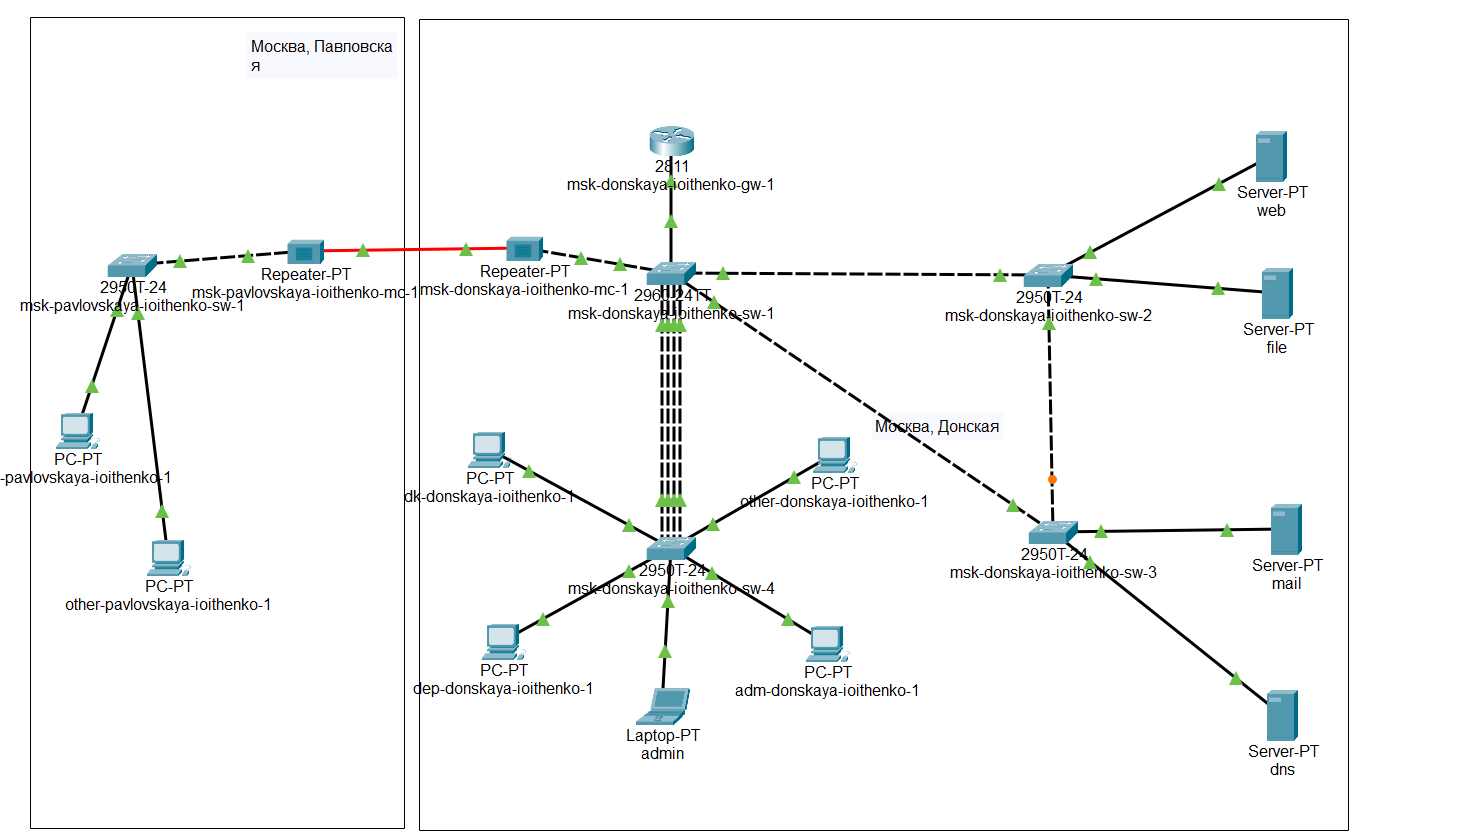 Москва, Павловска
я
2811
msk-donskaya-ioithenko-gw-1
Server-PT
web
Repeater-PT
msk-pavlovskaya-ioithenko-mc-1
Repeater-PT
msk-donskaya-ioithenko-mc-1
2950T-24
msk-pavlovskaya-ioithenko-sw-1
2960-24TT
msk-donskaya-ioithenko-sw-1
2950T-24
msk-donskaya-ioithenko-sw-2
Server-PT
file
Москва, Донская
PC-PT
-pavlovskaya-ioithenko-1
PC-PT
dk-donskaya-ioithenko-1
PC-PT
other-donskaya-ioithenko-1
2950T-24
msk-donskaya-ioithenko-sw-3
Server-PT
mail
PC-PT
other-pavlovskaya-ioithenko-1
2950T-24
msk-donskaya-ioithenko-sw-4
PC-PT
dep-donskaya-ioithenko-1
PC-PT
adm-donskaya-ioithenko-1
Laptop-PT
admin
Server-PT
dns